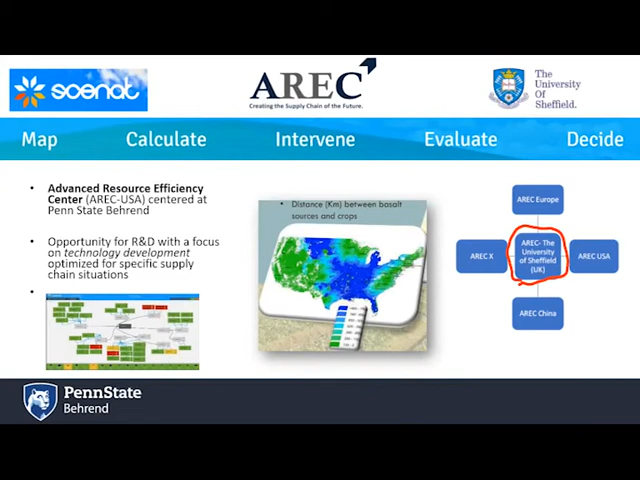 scenat
AREC
Creating the Supply Chain of the Future.
The
University
Of
Sheffield.
Map Calculate Intervene Evaluate Decide
• Advanced Resource Efficiency
Center (AREC-USA) centered at
Penn State Behrend
• Opportunity for R&D with a focus
on technology development
optimized for specific supply
chain situations
•
• Distance (Km) between basalt
sources and crops
AREC Europe
AREC X
AREC- The
University
of Sheffield
(UK)
AREC USA
AREC China
PennState
Behrend